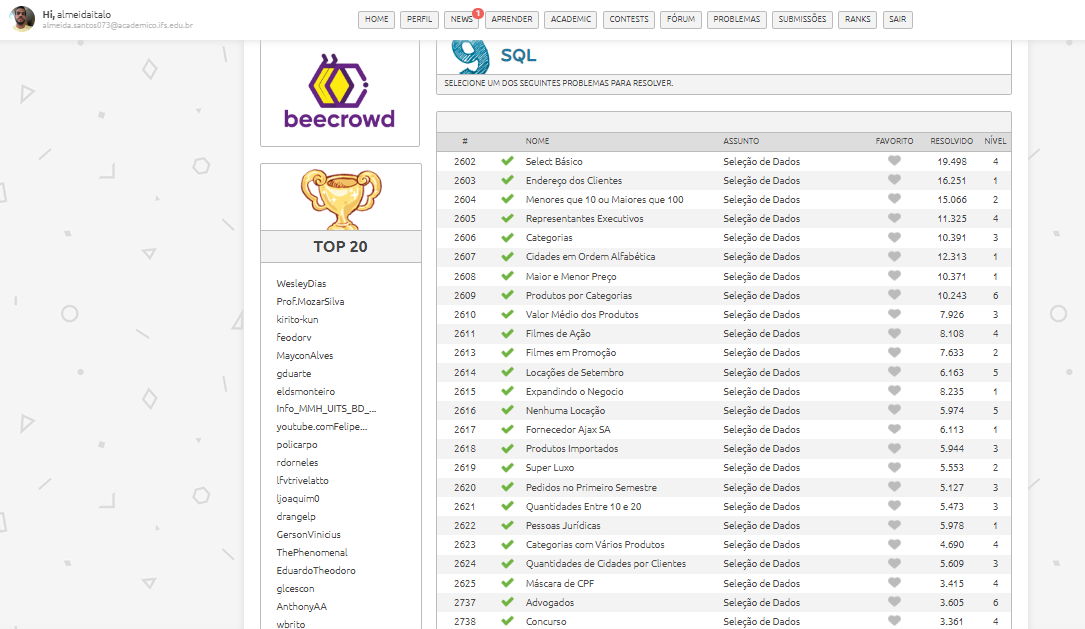 Hi, almeidaitalo
almeida.santos073@academico.ifs.edu.br
HOME PERFIL NEWS 1 APRENDER ACADEMIC CONTESTS FÓRUM PROBLEMAS SUBMISSÕES RANKS SAIR
beecrowd
TOP 20
WesleyDias
Prof.MozarSilva
kirito-kun
feodorv
MayconAlves
gduarte
eldsmonteiro
Info_MMH_UITS_BD_...
youtube.comFelipe...
policarpo
rdorneles
lfvtrivelatto
ljoaquim0
drangelp
GersonVinicius
ThePhenomenal
EduardoTheodoro
glcescon
AnthonyAA
wbrito
9 SQL
SELECIONE UM DOS SEGUINTES PROBLEMAS PARA RESOLVER.
# NOME ASSUNTO FAVORITO RESOLVIDO NÍVEL
2602 Select Básico Seleção de Dados 19.498 4
2603 Endereço dos Clientes Seleção de Dados 16.251 1
2604 Menores que 10 ou Maiores que 100 Seleção de Dados 15.066 2
2605 Representantes Executivos Seleção de Dados 11.325 4
2606 Categorias Seleção de Dados 10.391 3
2607 Cidades em Ordem Alfabética Seleção de Dados 12.313 1
2608 Maior e Menor Preço Seleção de Dados 10.371 1
2609 Produtos por Categorias Seleção de Dados 10.243 6
2610 Valor Médio dos Produtos Seleção de Dados 7.926 3
2611 Filmes de Ação Seleção de Dados 8.108 4
2613 Filmes em Promoção Seleção de Dados 7.633 2
2614 Locações de Setembro Seleção de Dados 6.163 5
2615 Expandindo o Negocio Seleção de Dados 8.235 1
2616 Nenhuma Locação Seleção de Dados 5.974 5
2617 Fornecedor Ajax SA Seleção de Dados 6.113 1
2618 Produtos Importados Seleção de Dados 5.944 3
2619 Super Luxo Seleção de Dados 5.553 2
2620 Pedidos no Primeiro Semestre Seleção de Dados 5.127 3
2621 Quantidades Entre 10 e 20 Seleção de Dados 5.473 3
2622 Pessoas Jurídicas Seleção de Dados 5.978 1
2623 Categorias com Vários Produtos Seleção de Dados 4.690 4
2624 Quantidades de Cidades por Clientes Seleção de Dados 5.609 3
2625 Máscara de CPF Seleção de Dados 3.415 4
2737 Advogados Seleção de Dados 3.605 6
2738 Concurso Seleção de Dados 3.361 4